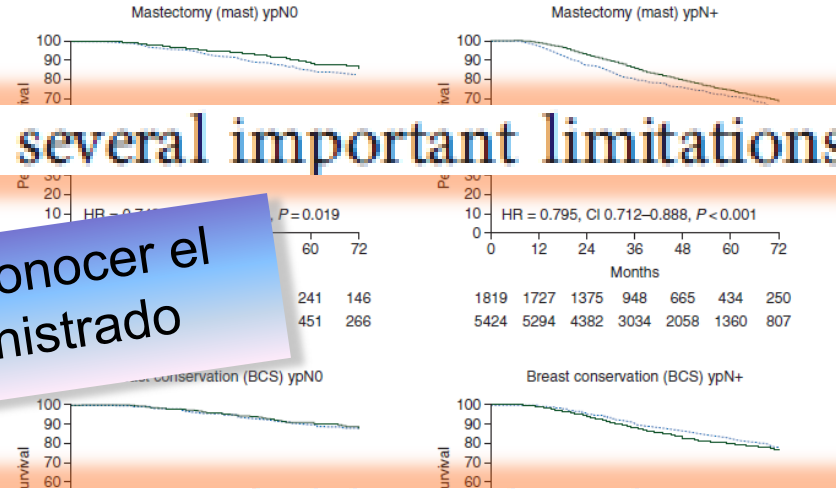 Mastectomy (mast) ypN0 Mastectomy (mast) ypN+
100 100
90 90
80 80
70 70
several important limitations
20 20
10 10 HR = 0.795, CI 0.712–0.888, P < 0.001
P = 0.019
0
60 72 0 12 24 36 48 60 72
Months
241 146 1819 1727 1375 948 665 434 250
451 266 5424 5294 4382 3034 2058 1360 807
onocer el
nistrado
conservation (BCS) ypN0 Breast conservation (BCS) ypN+
100 100
90 90
80 80
70 70
60 60